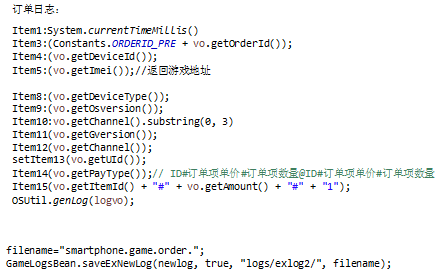 订单日志:
Item1:System.currentTimeMillis()
Item3:(Constants.ORDERID_PRE + vo.getOrderId());
Item4:(vo.getDeviceId());
Item5:(vo.getImei());//返回游戏地址
Item8:(vo.getDeviceType());
Item9:(vo.getOsversion());
Item10:vo.getChannel().substring(0, 3)
Item11:(vo.getGversion());
Item12(vo.getChannel());
setItem13(vo.getUId());
Item14(vo.getPayType());// ID#订单项单价#订单项数量@ID#订单项单价#订单项数量
Item15(vo.getItemId() + "#" + vo.getAmount() + "#" + "1");
OSUtil.genLog(logvo);
filename="smartphone.game.order.";
GameLogsBean.saveExNewLog(newlog, true, "logs/exlog2/", filename);